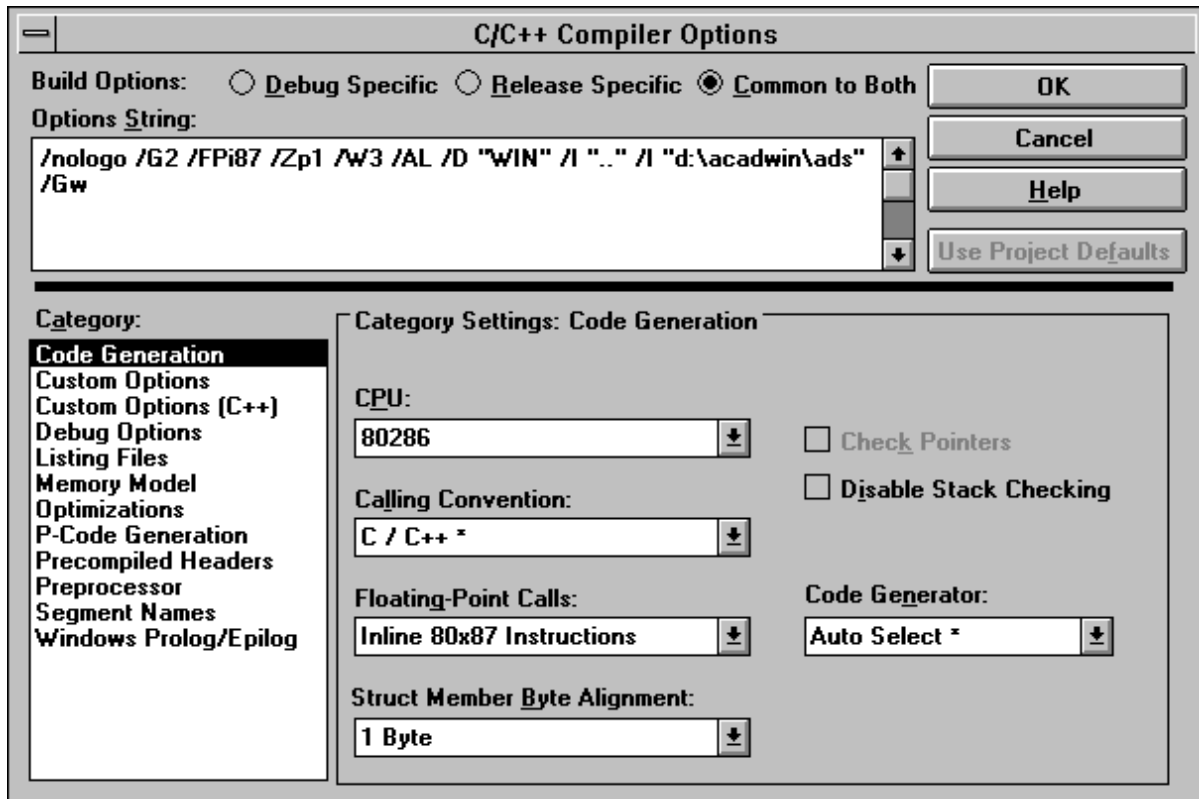 C/C++ Compiler Options
Build Options: Debug Specific Release Specific Common to Both
OK
Options String:
/nologo /G2 /FPi87 /Zp1 /W3 /AL /D "WIN" /I ".." /I "d:\acadwin\ads"
/Gw
Cancel
Help
Use Project Defaults
Category:
Code Generation
Custom Options
Custom Options (C++)
Debug Options
Listing Files
Memory Model
Optimizations
P-Code Generation
Precompiled Headers
Preprocessor
Segment Names
Windows Prolog/Epilog
Category Settings: Code Generation
CPU:
80286
Check Pointers
Disable Stack Checking
Calling Convention:
C / C++ *
Floating-Point Calls:
Inline 80x87 Instructions
Code Generator:
Auto Select *
Struct Member Byte Alignment:
1 Byte